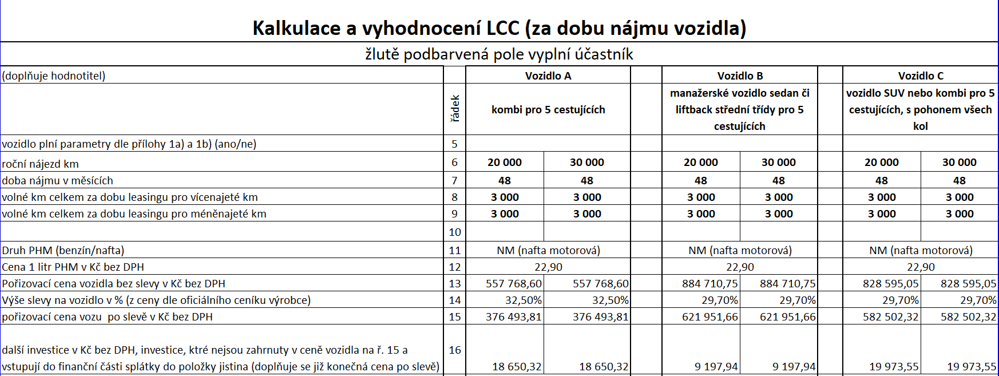 Kalkulace a vyhodnocení LCC (za dobu nájmu vozidla)
žlutě podbarvená pole vyplní účastník
(doplňuje hodnotitel) Vozidlo A Vozidlo B Vozidlo C
řádek kombi pro 5 cestujících manažerské vozidlo sedan či liftback střední třídy pro 5 cestujících vozidlo SUV nebo kombi pro 5 cestujících, s pohonem všech kol
vozidlo plní parametry dle přílohy 1a) a 1b) (ano/ne) 5
roční nájezd km 6 20 000 30 000 20 000 30 000 20 000 30 000
doba nájmu v měsících 7 48 48 48 48 48 48
volné km celkem za dobu leasingu pro vícenajeté km 8 3 000 3 000 3 000 3 000 3 000 3 000
volné km celkem za dobu leasingu pro méněnajeté km 9 3 000 3 000 3 000 3 000 3 000 3 000
10
Druh PHM (benzín/nafta) 11 NM (nafta motorová) NM (nafta motorová) NM (nafta motorová)
Cena 1 litr PHM v Kč bez DPH 12 22,90 22,90 22,90
Pořizovací cena vozidla bez slevy v Kč bez DPH 13 557 768,60 557 768,60 884 710,75 884 710,75 828 595,05 828 595,05
Výše slevy na vozidlo v % (z ceny dle oficiálního ceníku výrobce) 14 32,50% 32,50% 29,70% 29,70% 29,70% 29,70%
pořizovací cena vozu  po slevě v Kč bez DPH 15 376 493,81 376 493,81 621 951,66 621 951,66 582 502,32 582 502,32
další investice v Kč bez DPH, investice, ktré nejsou zahrnuty v ceně vozidla na ř. 15 a 16
vstupují do finanční části splátky do položky jistina (doplňuje se již konečná cena po slevě) 18 650,32 18 650,32 9 197,94 9 197,94 19 973,55 19 973,55